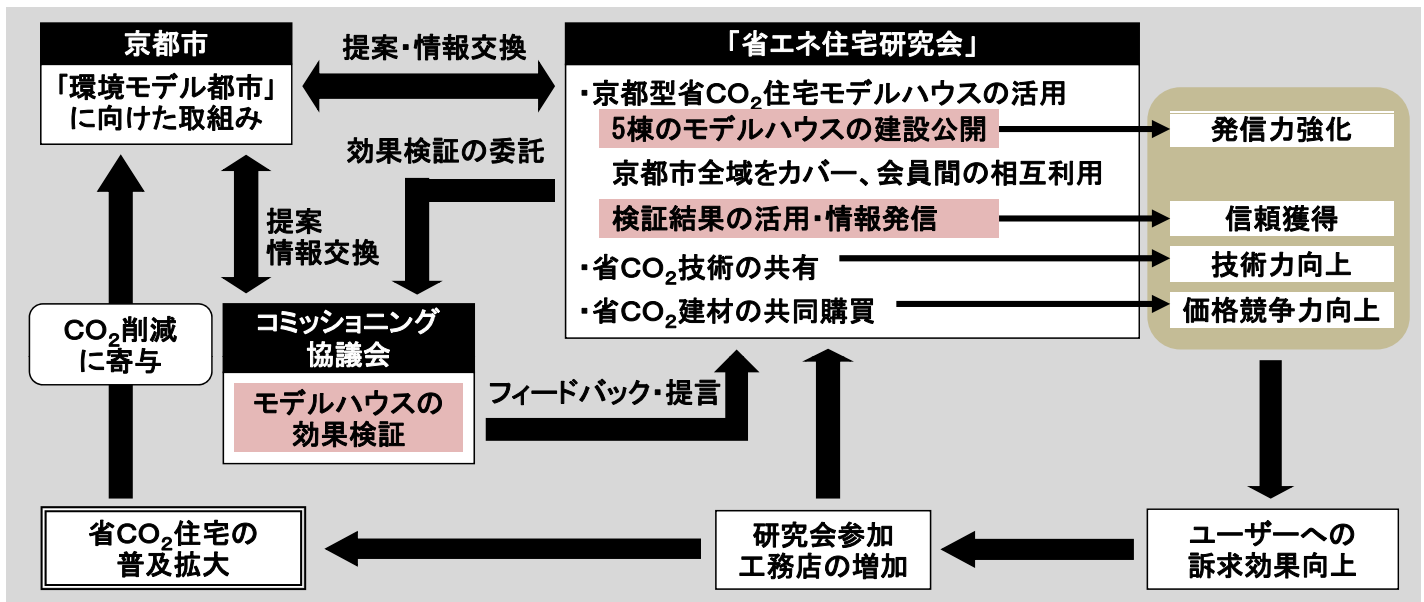 京都市
「環境モデル都市」
に向けた取組み
提案・情報交換
「省エネ住宅研究会」
・京都型省CO₂住宅モデルハウスの活用
5棟のモデルハウスの建設公開
京都市全域をカバー、会員間の相互利用
検証結果の活用・情報発信
・省CO₂技術の共有
・省CO₂建材の共同購買
発信力強化
信頼獲得
技術力向上
価格競争力向上
効果検証の委託
提案
情報交換
コミッショニング
協議会
モデルハウスの
効果検証
フィードバック・提言
CO₂削減
に寄与
省CO₂住宅の
普及拡大
研究会参加
工務店の増加
ユーザーへの
訴求効果向上